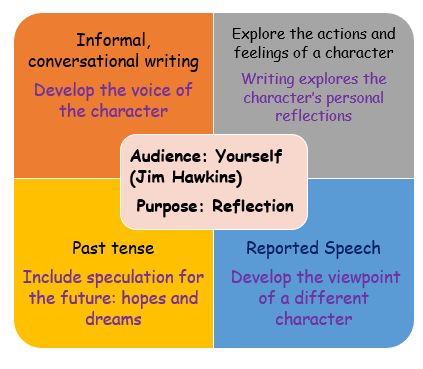 Informal,
conversational writing
Develop the voice of
the character
Explore the actions and
feelings of a character
Writing explores the
character's personal
reflections
Audience: Yourself
(Jim Hawkins)
Purpose: Reflection
Past tense
Include speculation for
the future: hopes and
dreams
Reported Speech
Develop the viewpoint
of a different
character